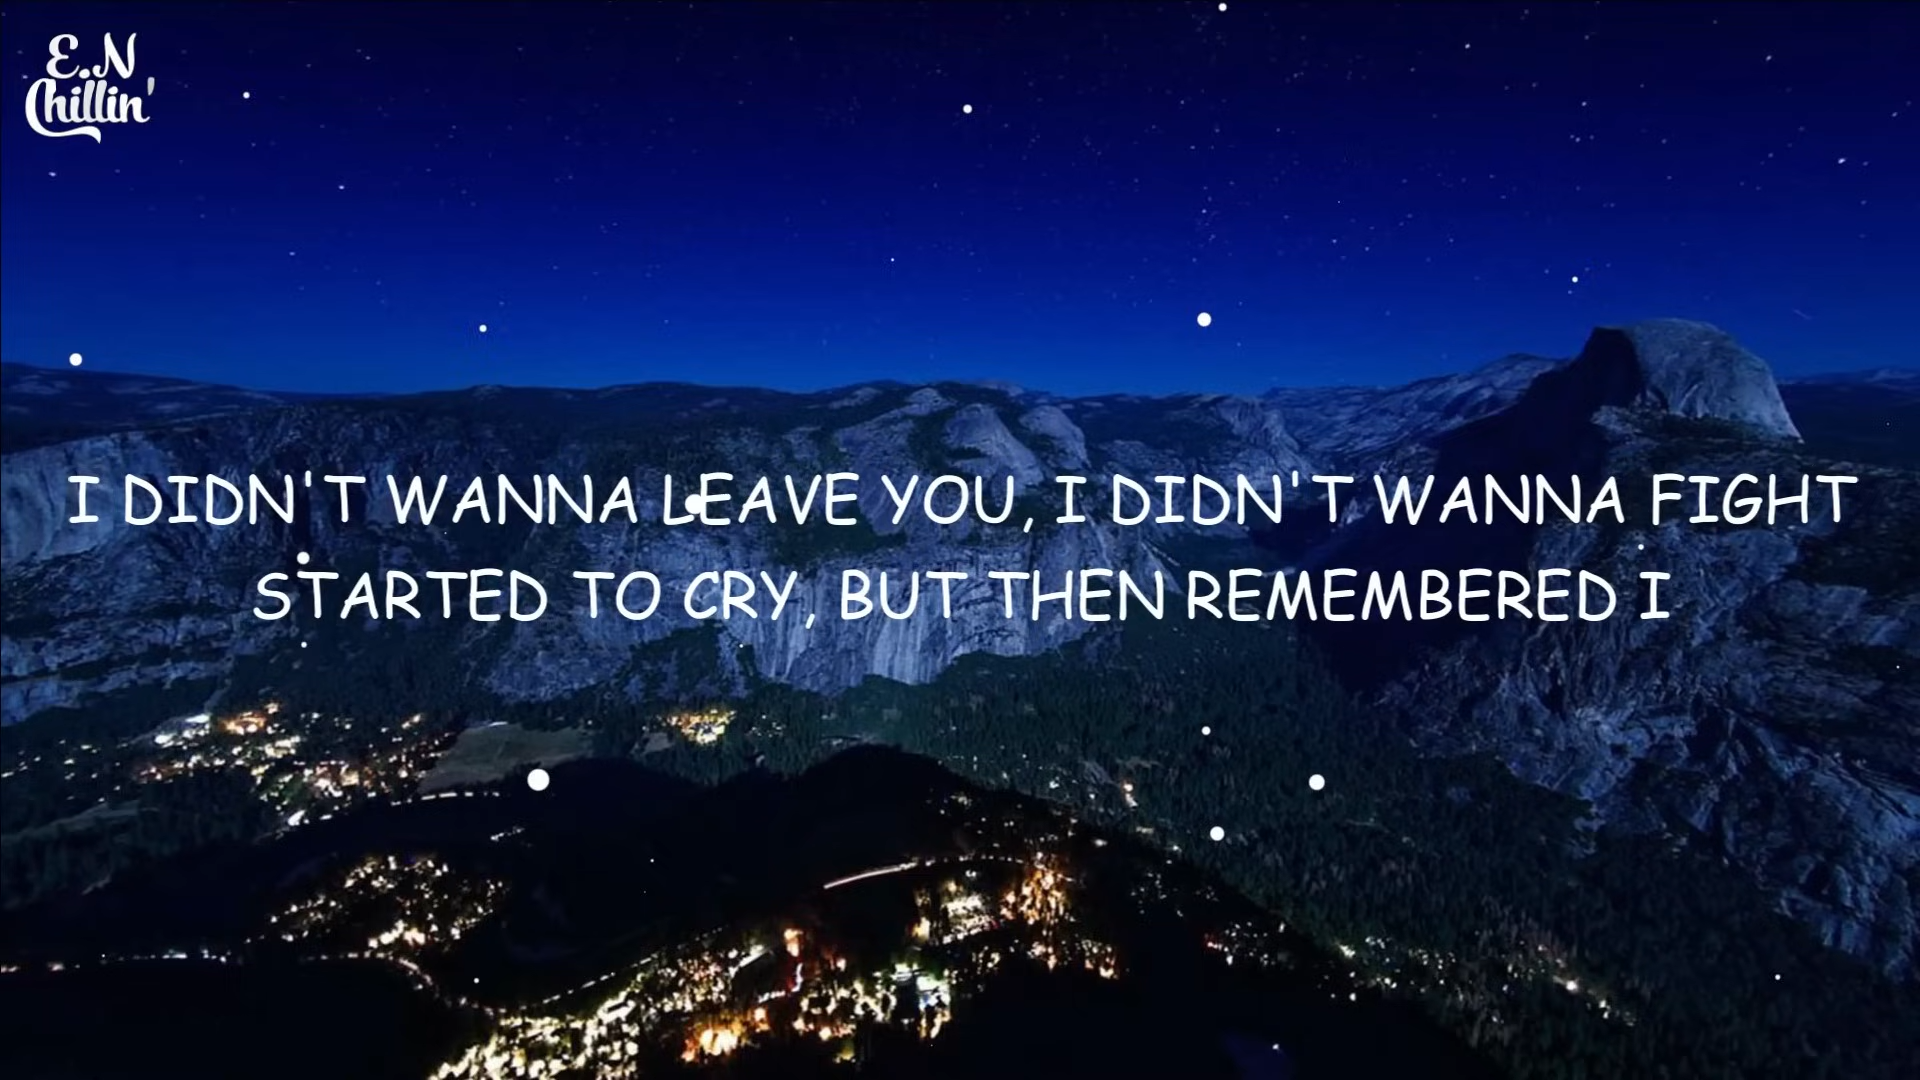 E.N
Chillin'
I DIDN'T WANNA LEAVE YOU, I DIDN'T WANNA FIGHT
STARTED TO CRY, BUT THEN REMEMBERED I